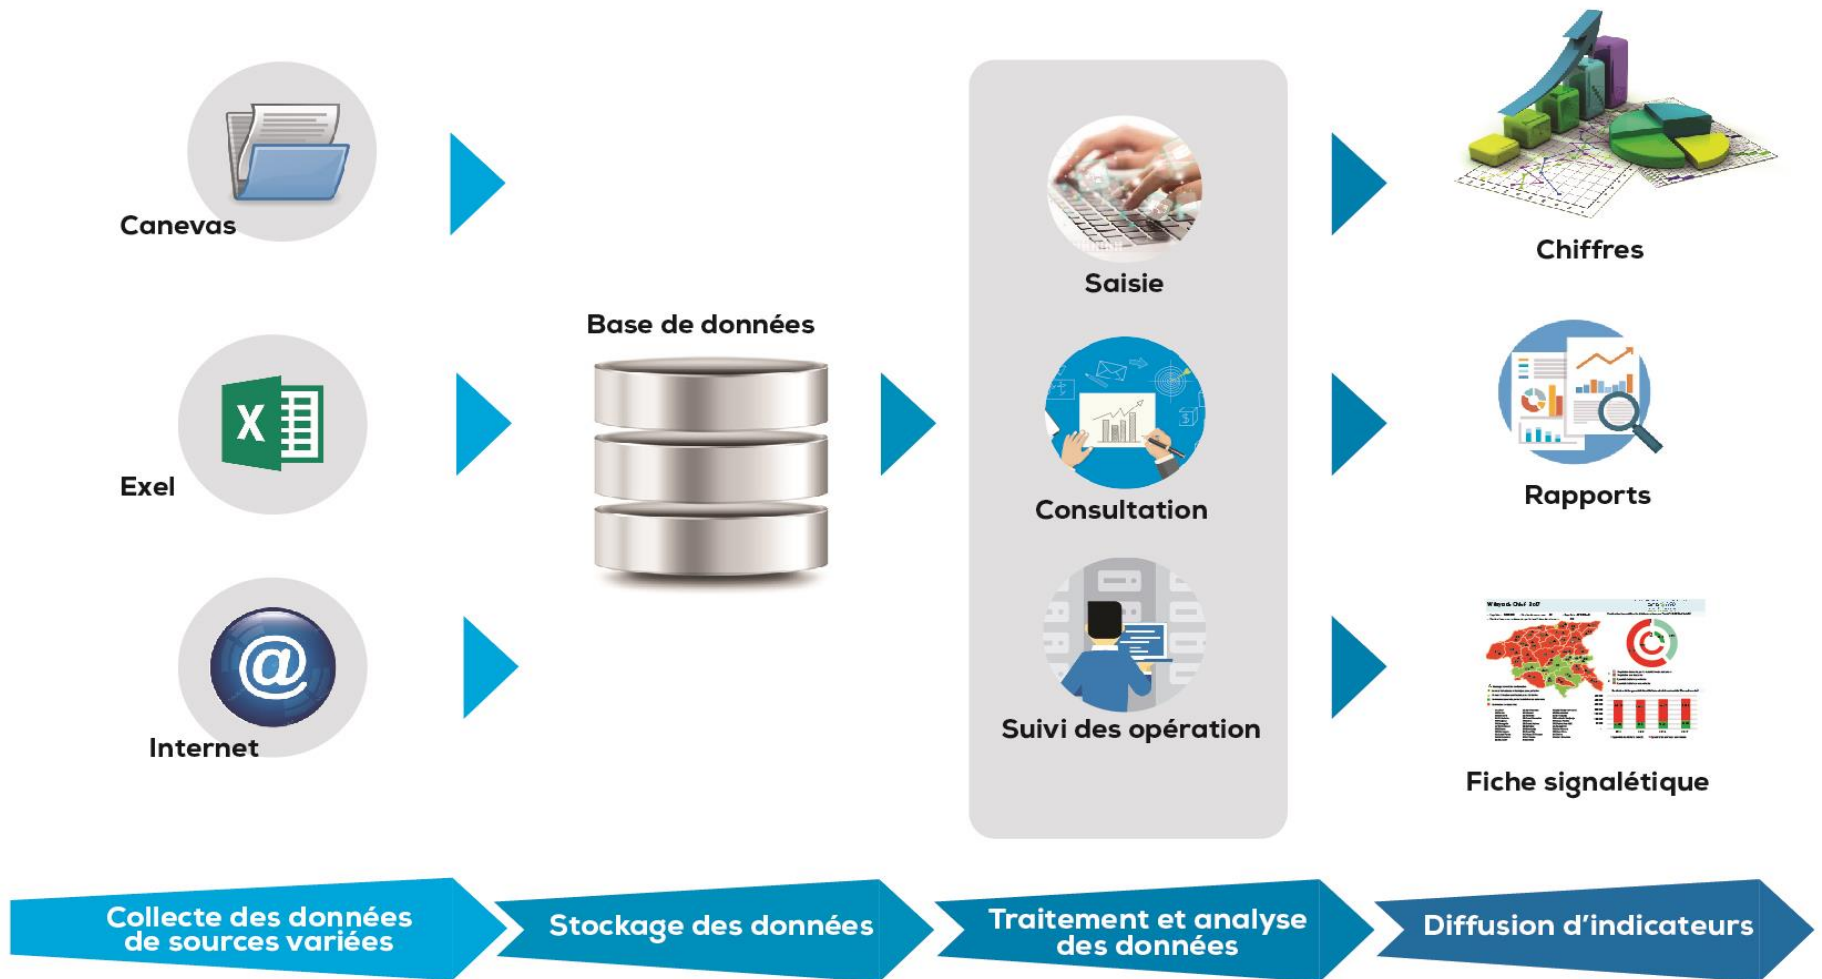 Canevas
Exel
Internet
Base de données
Saisie
Consultation
Suivi des opération
Chiffres
Rapports
Fiche signalétique
Collecte des données
de sources variées
Stockage des données
Traitement et analyse
des données
Diffusion d'indicateurs